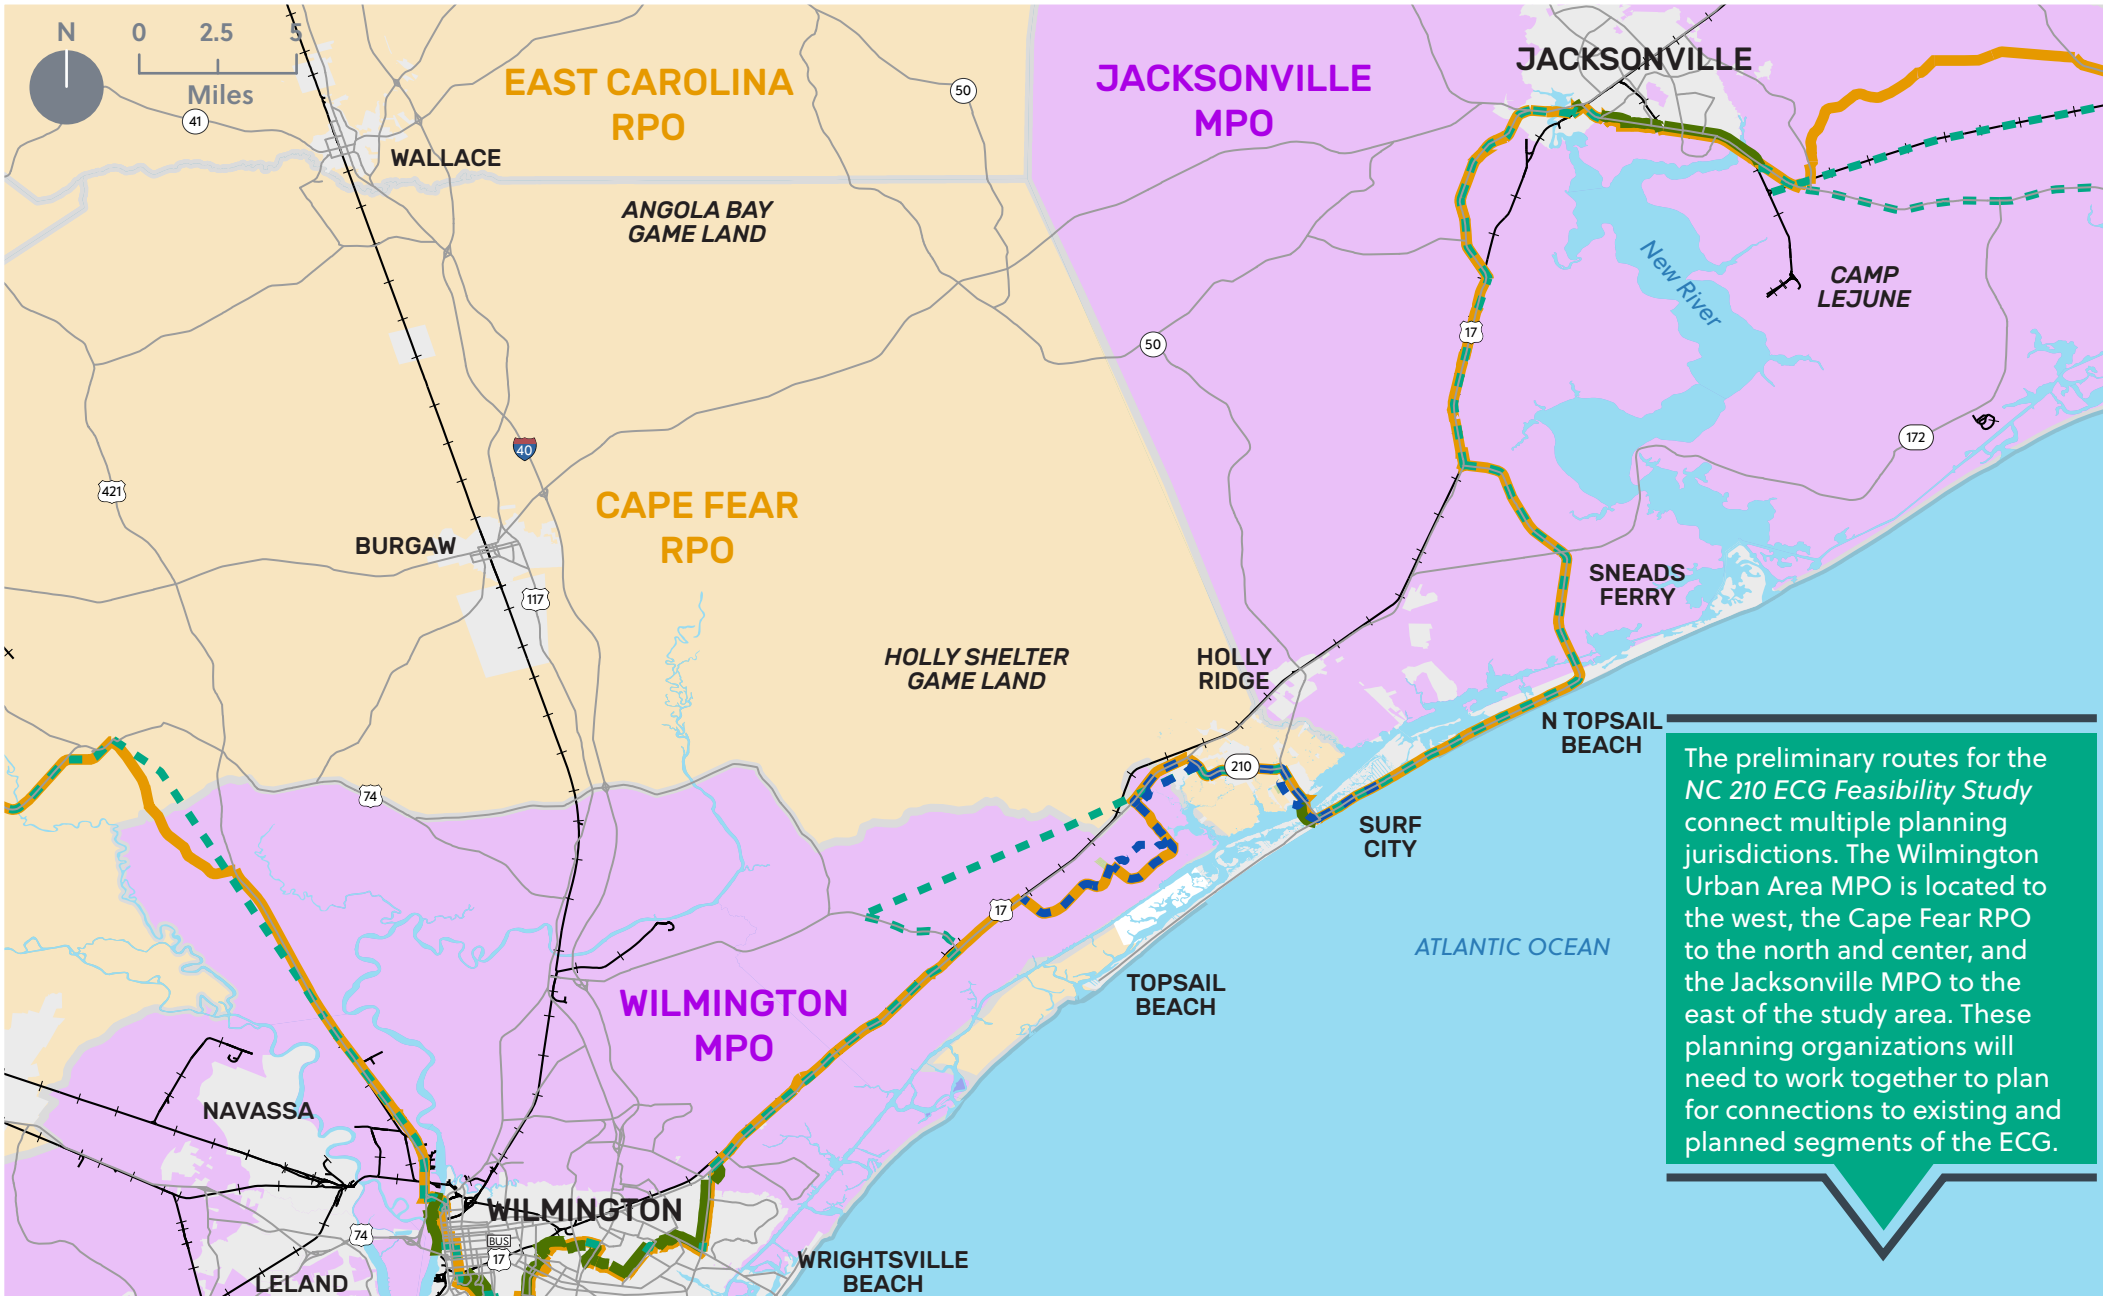 N
0 2.5 5
Miles
41
WALLACE
EAST CAROLINA
RPO
50
JACKSONVILLE
MPO
JACKSONVILLE
ANGOLA BAY
GAME LAND
New River
CAMP
LEJUNE
17
50
40
421
172
CAPE FEAR
RPO
BURGAW
117
SNEADS
FERRY
HOLLY SHELTER
GAME LAND
HOLLY
RIDGE
N TOPSAIL
BEACH
210
74
SURF
CITY
17
ATLANTIC OCEAN
TOPSAIL
BEACH
WILMINGTON
MPO
NAVASSA
WILMINGTON
74
BUS
17
WRIGHTSVILLE
BEACH
LELAND
The preliminary routes for the
NC 210 ECG Feasibility Study
connect multiple planning
jurisdictions. The Wilmington
Urban Area MPO is located to
the west, the Cape Fear RPO
to the north and center, and
the Jacksonville MPO to the
east of the study area. These
planning organizations will
need to work together to plan
for connections to existing and
planned segments of the ECG.